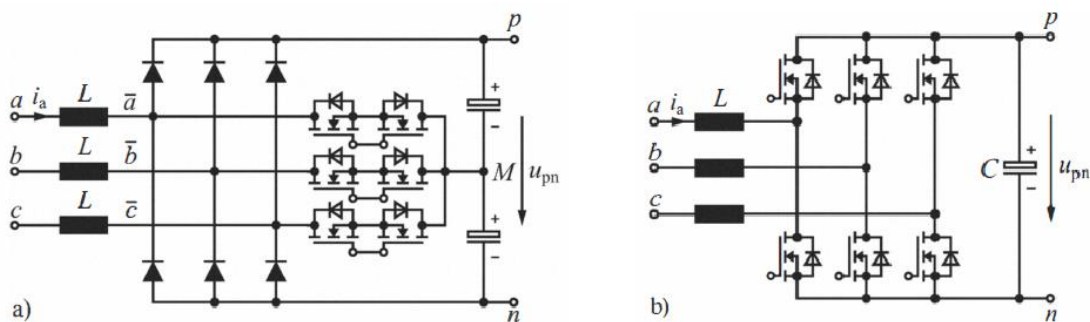 p
a i_a L a̅
b L b̅
M u_pn
c L c̅
a) n
p
a i_a L
b
C u_pn
c
b) n